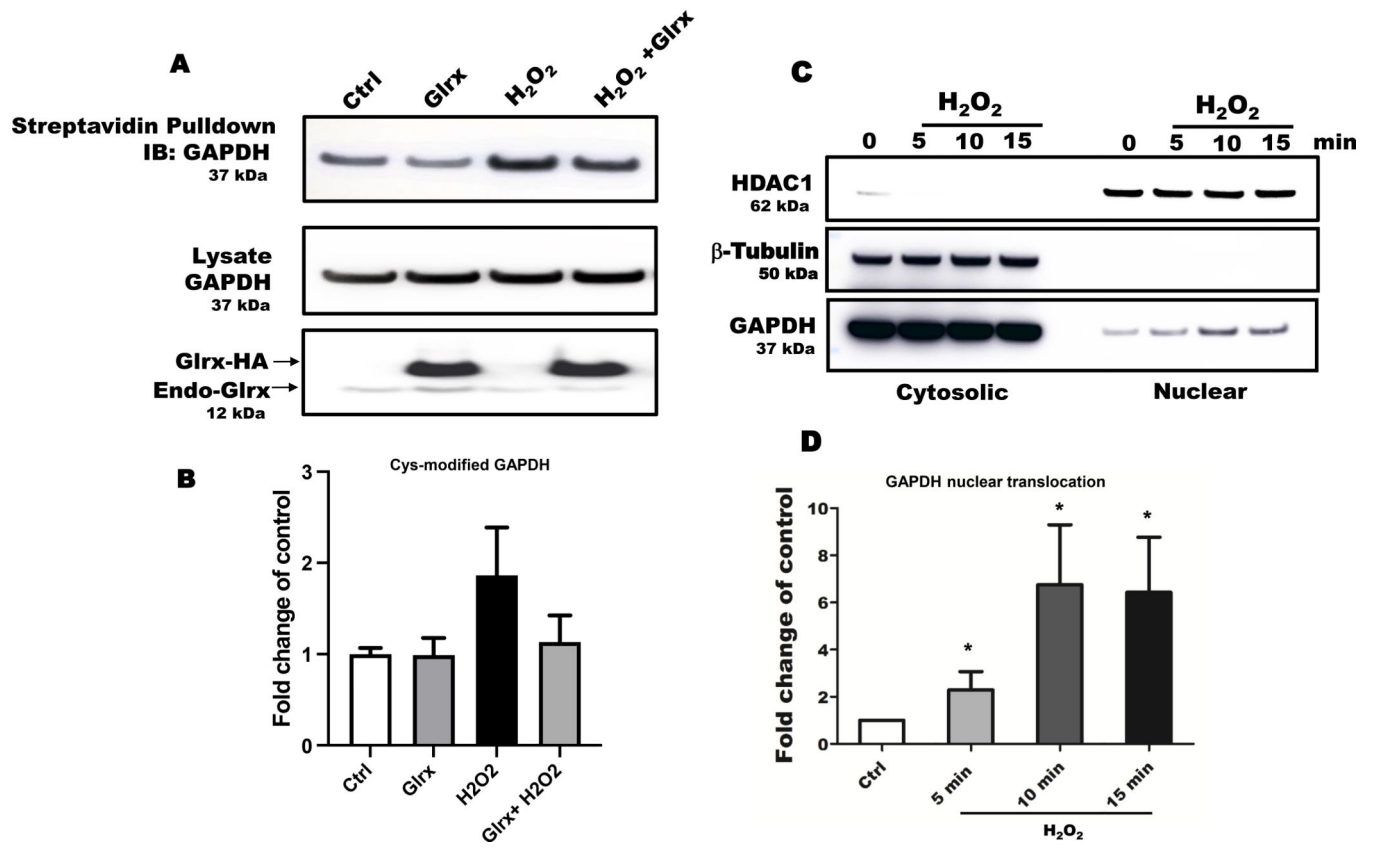 A
Ctrl
Glrx
H₂O₂
H₂O₂ +Glrx
Streptavidin Pulldown
IB: GAPDH
37 kDa
Lysate
GAPDH
37 kDa
Glrx-HA
Endo-Glrx
12 kDa
B
Cys-modified GAPDH
Fold change of control
3
2
1
0
Ctrl
Glrx
H2O2
Glrx+ H2O2
C
H₂O₂ H₂O₂
0 5 10 15 0 5 10 15 min
HDAC1
62 kDa
β-Tubulin
50 kDa
GAPDH
37 kDa
Cytosolic Nuclear
D
GAPDH nuclear translocation
Fold change of control
10
8
6
4
2
0
*
*
*
Ctrl
5 min
10 min
15 min
H₂O₂